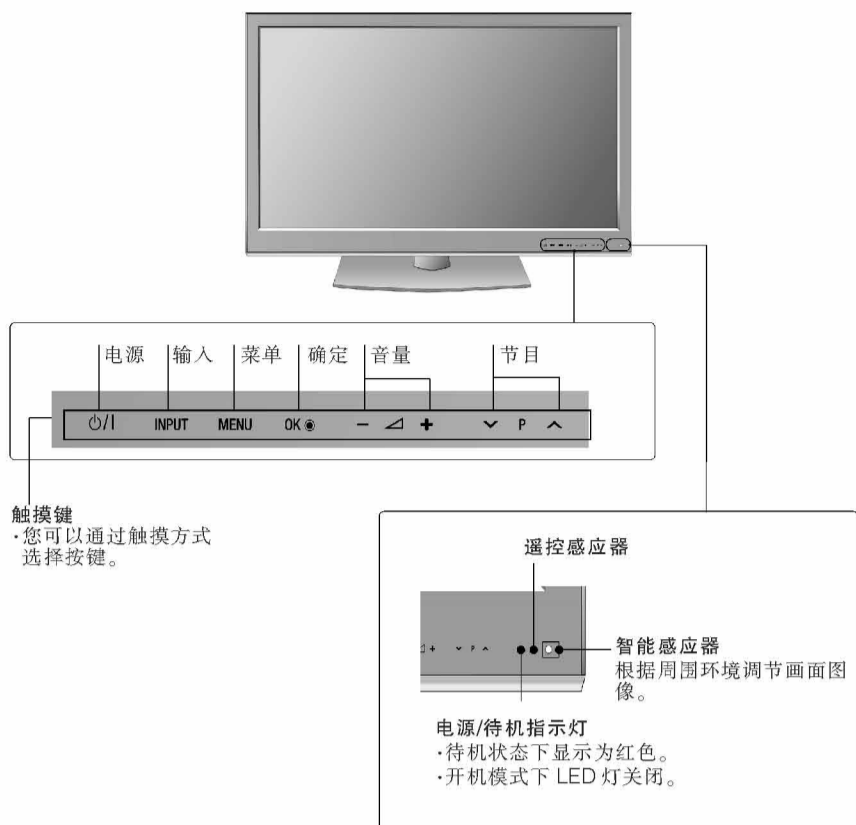 电源 输入 菜单 确定 音量 节目
⏻/I INPUT MENU OK◉ − ⊿ + ∨ P ∧
触摸键
·您可以通过触摸方式
选择按键。
遥控感应器
⊿ + ∨ P ∧
智能感应器
根据周围环境调节画面图
像。
电源/待机指示灯
·待机状态下显示为红色。
·开机模式下 LED 灯关闭。